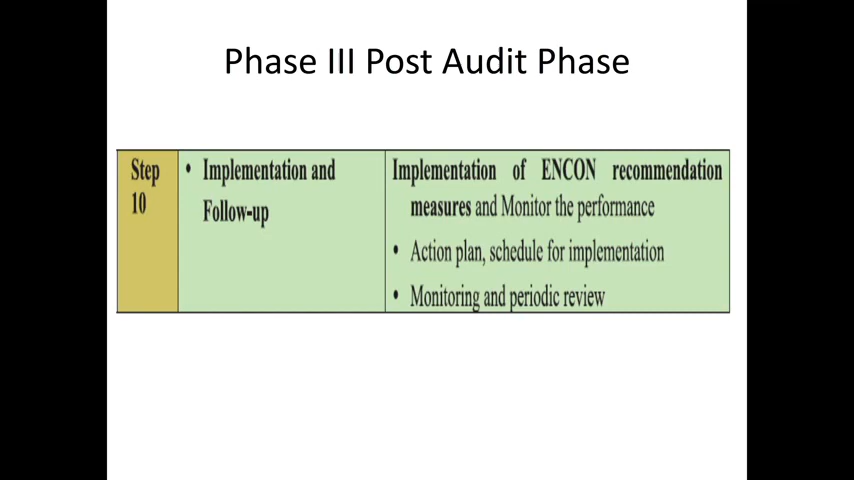 Phase III Post Audit Phase
Step
10
• Implementation and
Follow-up
Implementation of ENCON recommendation
measures and Monitor the performance
• Action plan, schedule for implementation
• Monitoring and periodic review